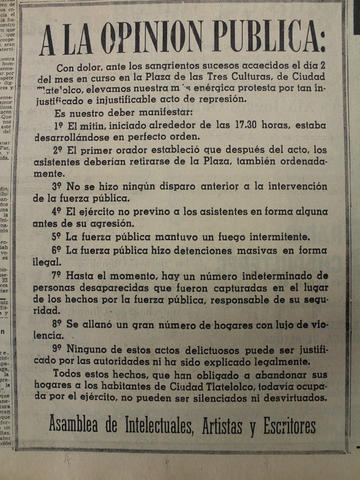 A LA OPINION PUBLICA:
Con dolor, ante los sangrientos sucesos acaecidos el día 2
del mes en curso en la Plaza de las Tres Culturas, de Ciudad
Tlatelolco, elevamos nuestra más enérgica protesta por tan in-
justificado e injustificable acto de represión.
Es nuestro deber manifestar:
1º El mitin, iniciado alrededor de las 17.30 horas, estaba
desarrollándose en perfecto orden.
2º El primer orador estableció que después del acto, los
asistentes deberían retirarse de la Plaza, también ordenada-
mente.
3º No se hizo ningún disparo anterior a la intervención
de la fuerza pública.
4º El ejército no previno a los asistentes en forma alguna
antes de su agresión.
5º La fuerza pública mantuvo un fuego intermitente.
6º La fuerza pública hizo detenciones masivas en forma
ilegal.
7º Hasta el momento, hay un número indeterminado de
personas desaparecidas que fueron capturadas en el lugar
de los hechos por la fuerza pública, responsable de su segu-
ridad.
8º Se allanó un gran número de hogares con lujo de vio-
lencia.
9º Ninguno de estos actos delictuosos puede ser justifi-
cado por las autoridades ni ha sido explicado legalmente.
Todos estos hechos, que han obligado a abandonar sus
hogares a los habitantes de Ciudad Tlatelolco, todavía ocupa-
da por el ejército, no pueden ser silenciados ni desvirtuados.
Asamblea de Intelectuales, Artistas y Escritores